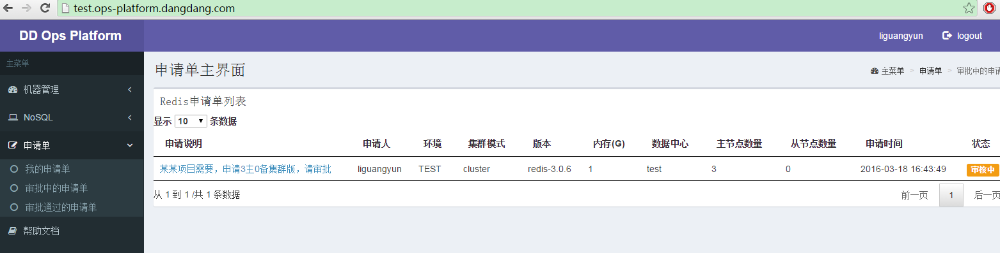 test.ops-platform.dangdang.com
DD Ops Platform
liguangyun logout
主菜单
机器管理
NoSQL
申请单
我的申请单
审批中的申请单
审批通过的申请单
帮助文档
申请单主界面
主菜单 > 申请单 > 审批中的申请
Redis申请单列表
显示 10 条数据
申请说明 申请人 环境 集群模式 版本 内存(G) 数据中心 主节点数量 从节点数量 申请时间 状态
某某项目需要，申请3主0备集群版，请审批 liguangyun TEST cluster redis-3.0.6 1 test 3 0 2016-03-18 16:43:49 审核中
从 1 到 1 /共 1 条数据
前一页 1 后一页